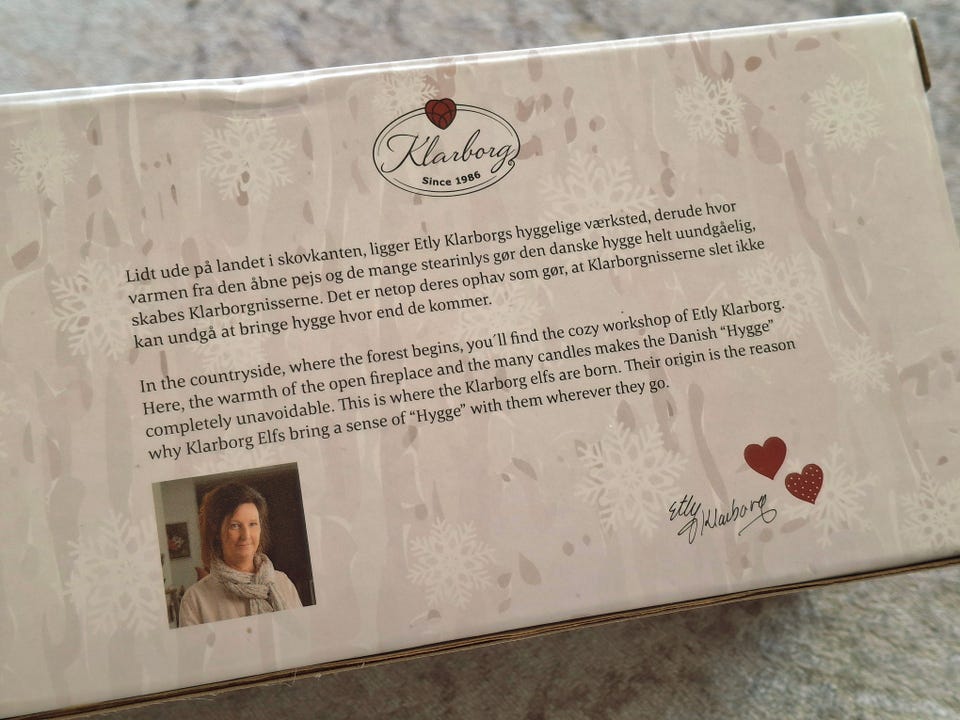 Klarborg
Since 1986
Lidt ude på landet i skovkanten, ligger Etly Klarborgs hyggelige værksted, derude hvor
varmen fra den åbne pejs og de mange stearinlys gør den danske hygge helt uundgåelig,
skabes Klarborgnisserne. Det er netop deres ophav som gør, at Klarborgnisserne slet ikke
kan undgå at bringe hygge hvor end de kommer.
In the countryside, where the forest begins, you´ll find the cozy workshop of Etly Klarborg.
Here, the warmth of the open fireplace and the many candles makes the Danish “Hygge”
completely unavoidable. This is where the Klarborg elfs are born. Their origin is the reason
why Klarborg Elfs bring a sense of “Hygge” with them wherever they go.
Etly
Klarborg